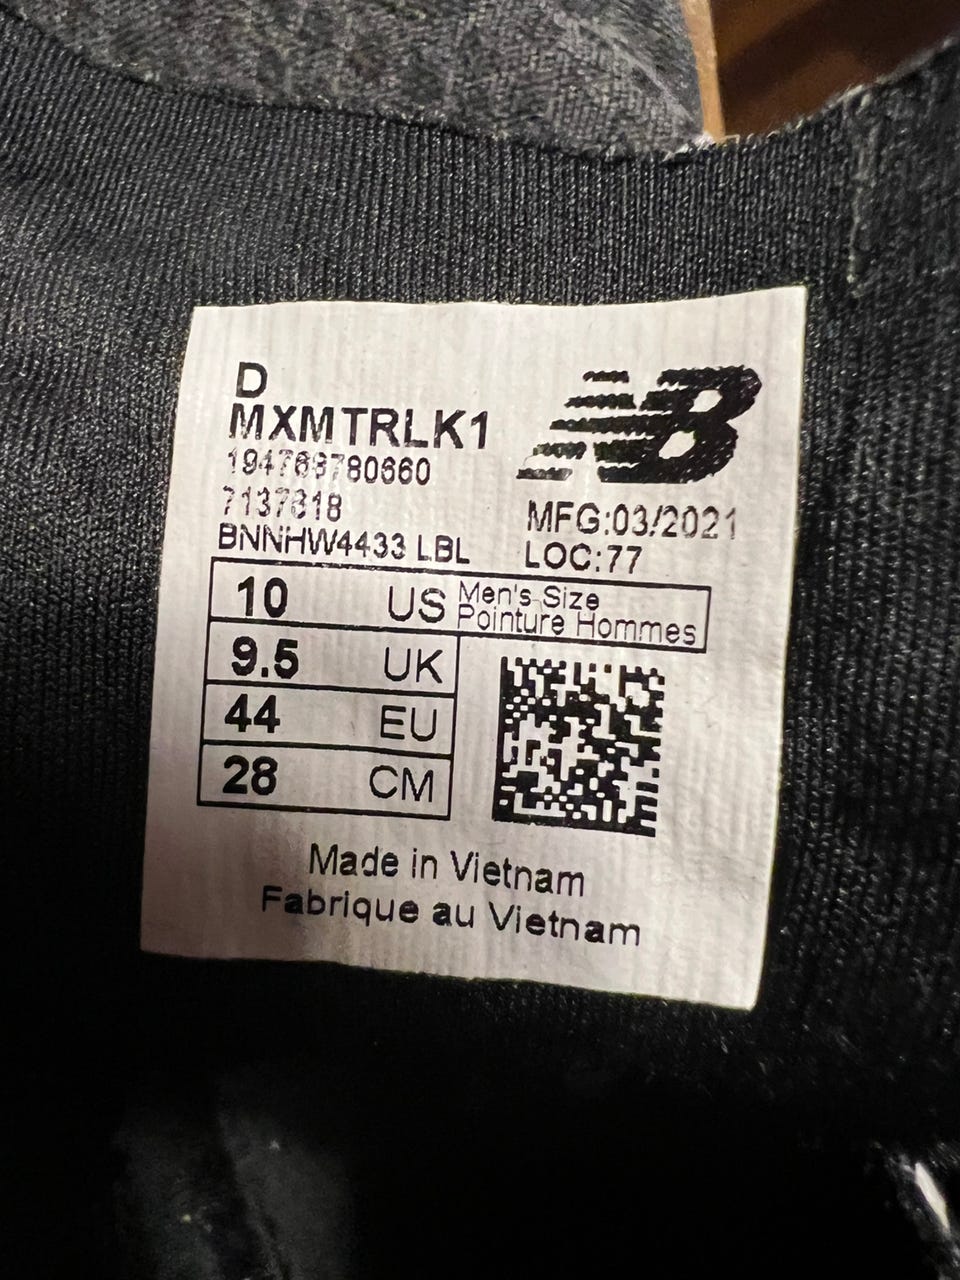 D
MXMTRLK1
194768780660
7137618
BNNHW4433 LBL
NB
MFG:03/2021
LOC:77
10 US Men's Size
Pointure Hommes
9.5 UK
44 EU
28 CM
Made in Vietnam
Fabrique au Vietnam